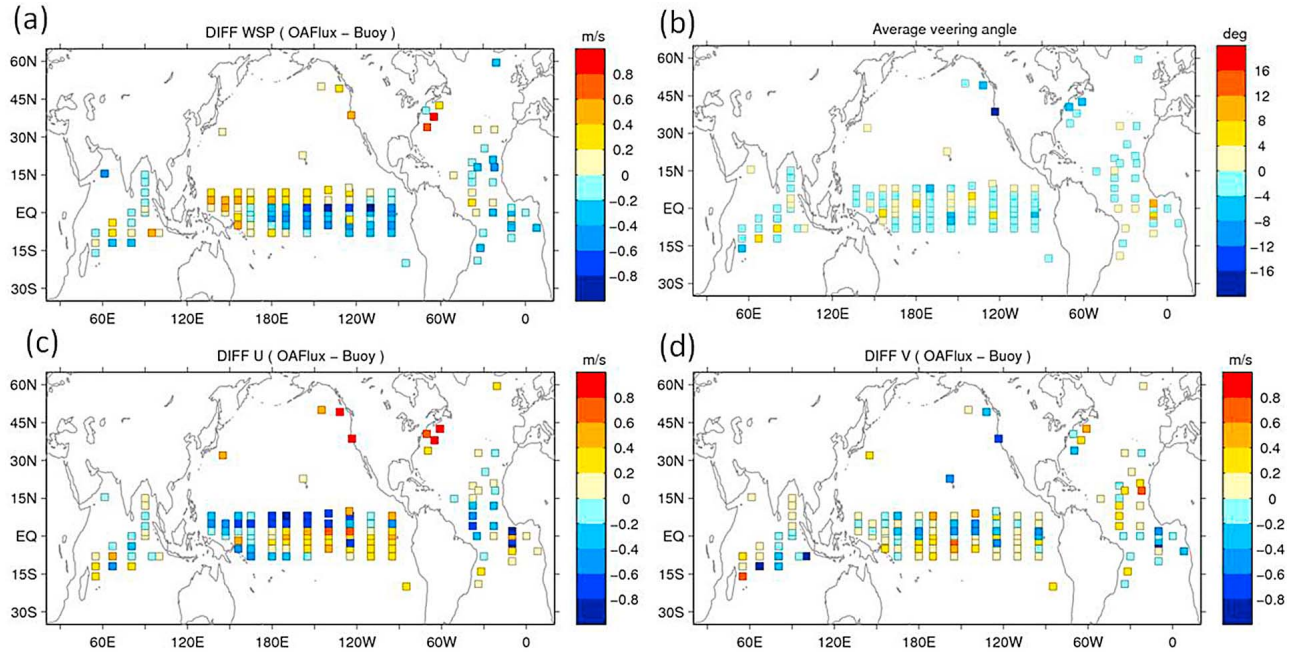 (a)
DIFF WSP ( OAFlux − Buoy )
m/s
60N
45N
30N
15N
EQ
15S
30S
60E 120E 180E 120W 60W 0
0.8
0.6
0.4
0.2
0
−0.2
−0.4
−0.6
−0.8
(b)
Average veering angle
deg
60N
45N
30N
15N
EQ
15S
30S
60E 120E 180E 120W 60W 0
16
12
8
4
0
−4
−8
−12
−16
(c)
DIFF U ( OAFlux − Buoy )
m/s
60N
45N
30N
15N
EQ
15S
30S
60E 120E 180E 120W 60W 0
0.8
0.6
0.4
0.2
0
−0.2
−0.4
−0.6
−0.8
(d)
DIFF V ( OAFlux − Buoy )
m/s
60N
45N
30N
15N
EQ
15S
30S
60E 120E 180E 120W 60W 0
0.8
0.6
0.4
0.2
0
−0.2
−0.4
−0.6
−0.8